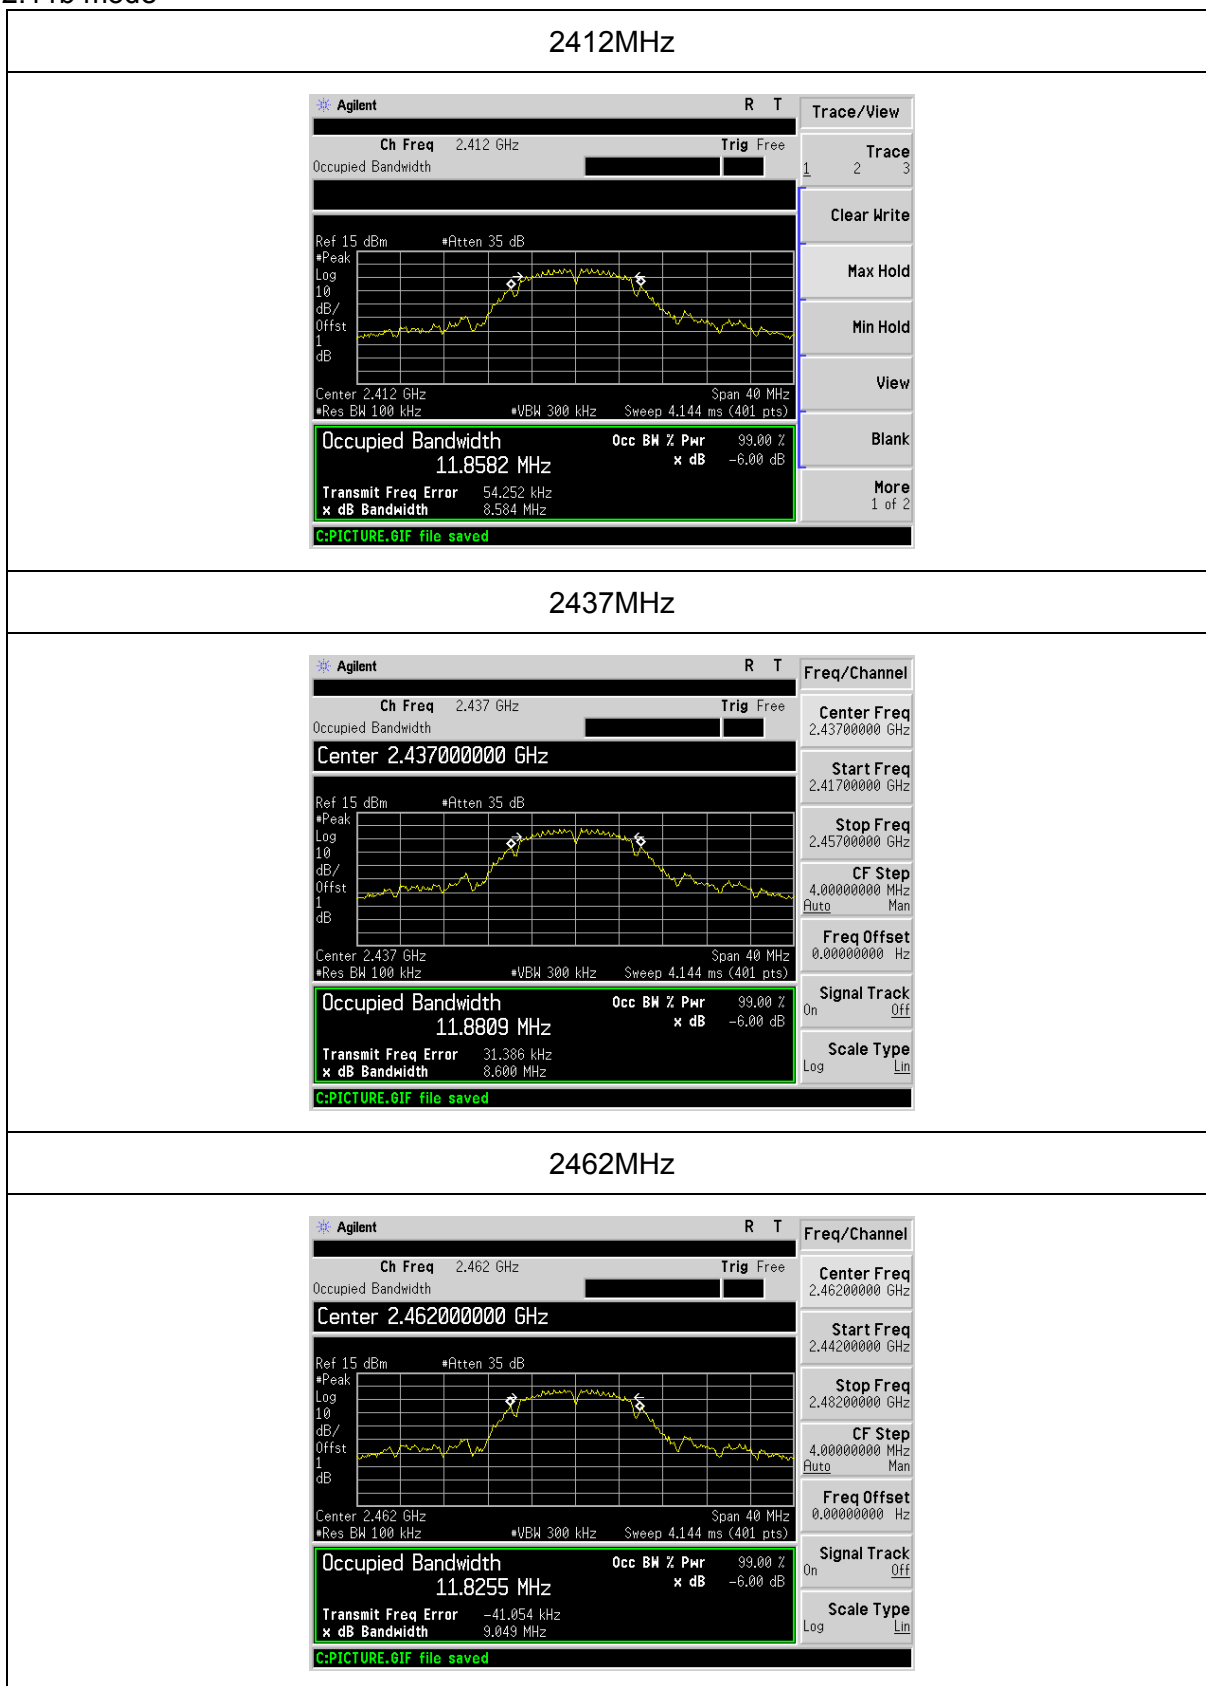 2412MHz
Agilent
R T
Ch Freq 2.412 GHz
Trig Free
Occupied Bandwidth
Ref 15 dBm
#Atten 35 dB
#Peak
Log
10
dB/
Offst
1
dB
Center 2.412 GHz
Span 40 MHz
#Res BW 100 kHz
#VBW 300 kHz
Sweep 4.144 ms (401 pts)
Occupied Bandwidth
11.8582 MHz
Occ BW % Pwr 99.00 %
x dB -6.00 dB
Transmit Freq Error 54.252 kHz
x dB Bandwidth 8.584 MHz
C:PICTURE.GIF file saved
Trace/View
Trace
1 2 3
Clear Write
Max Hold
Min Hold
View
Blank
More
1 of 2
2437MHz
Agilent
R T
Ch Freq 2.437 GHz
Trig Free
Occupied Bandwidth
Center 2.437000000 GHz
Ref 15 dBm
#Atten 35 dB
#Peak
Log
10
dB/
Offst
1
dB
Center 2.437 GHz
Span 40 MHz
#Res BW 100 kHz
#VBW 300 kHz
Sweep 4.144 ms (401 pts)
Occupied Bandwidth
11.8809 MHz
Occ BW % Pwr 99.00 %
x dB -6.00 dB
Transmit Freq Error 31.386 kHz
x dB Bandwidth 8.600 MHz
C:PICTURE.GIF file saved
Freq/Channel
Center Freq
2.43700000 GHz
Start Freq
2.41700000 GHz
Stop Freq
2.45700000 GHz
CF Step
4.00000000 MHz
Auto Man
Freq Offset
0.00000000 Hz
Signal Track
On Off
Scale Type
Log Lin
2462MHz
Agilent
R T
Ch Freq 2.462 GHz
Trig Free
Occupied Bandwidth
Center 2.462000000 GHz
Ref 15 dBm
#Atten 35 dB
#Peak
Log
10
dB/
Offst
1
dB
Center 2.462 GHz
Span 40 MHz
#Res BW 100 kHz
#VBW 300 kHz
Sweep 4.144 ms (401 pts)
Occupied Bandwidth
11.8255 MHz
Occ BW % Pwr 99.00 %
x dB -6.00 dB
Transmit Freq Error -41.054 kHz
x dB Bandwidth 9.049 MHz
C:PICTURE.GIF file saved
Freq/Channel
Center Freq
2.46200000 GHz
Start Freq
2.44200000 GHz
Stop Freq
2.48200000 GHz
CF Step
4.00000000 MHz
Auto Man
Freq Offset
0.00000000 Hz
Signal Track
On Off
Scale Type
Log Lin